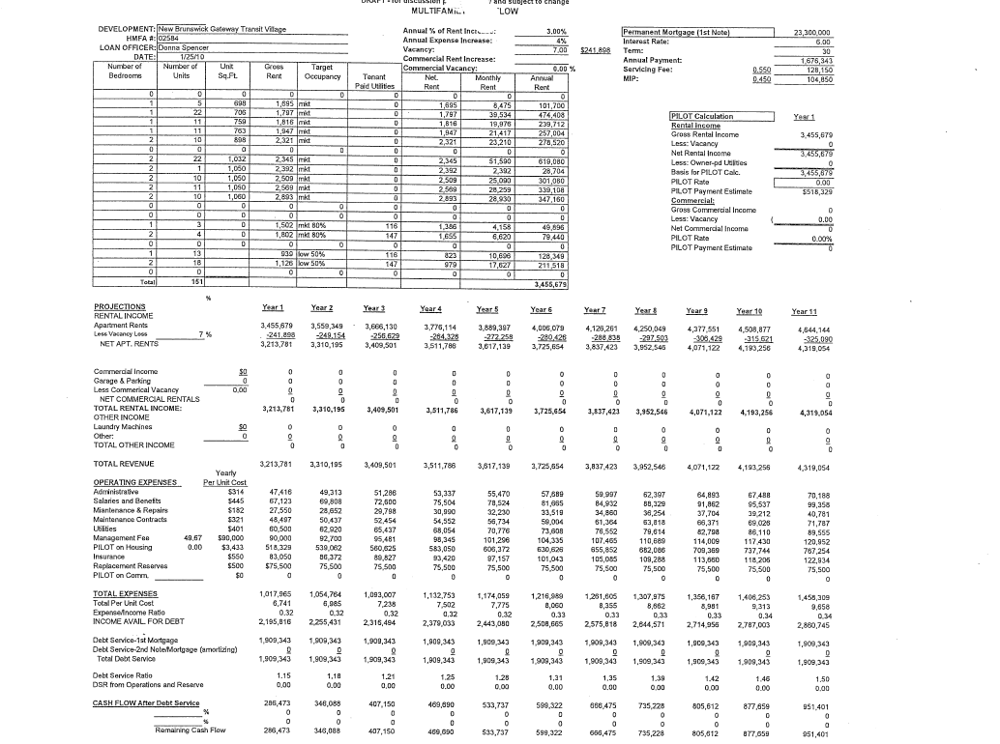 DRAFT - for discussion p / and subject to change
MULTIFAMIL LOW
DEVELOPMENT: New Brunswick Gateway Transit Village
HMFA #: 02584
LOAN OFFICER: Donna Spencer
DATE: 1/25/10
Annual % of Rent Incr 3.00%
Annual Expense Increase: 4%
Vacancy: 7.00 $241,898
Commercial Rent Increase:
Commercial Vacancy: 0.00 %
Permanent Mortgage (1st Note) 23,300,000
Interest Rate: 6.00
Term: 30
Annual Payment: 1,676,343
Servicing Fee: 0.550 128,150
MIP: 0.450 104,850
Number of Bedrooms Number of Units Unit Sq.Ft. Gross Rent Target Occupancy Tenant Paid Utilities Net. Rent Monthly Rent Annual Rent
0 0 0 0 0 0 0 0 0
1 5 698 1,695 mkt 1,695 8,475 101,700
1 22 706 1,797 mkt 1,797 39,534 474,408
1 11 759 1,816 mkt 1,816 19,976 239,712
1 11 763 1,947 mkt 1,947 21,417 257,004
2 10 898 2,321 mkt 2,321 23,210 278,520
0 0 0 0 0 0 0 0 0
2 22 1,032 2,345 mkt 2,345 51,590 619,080
2 1 1,050 2,392 mkt 2,392 2,392 28,704
2 10 1,050 2,509 mkt 2,509 25,090 301,080
2 11 1,050 2,569 mkt 2,569 28,259 339,108
2 10 1,060 2,893 mkt 2,893 28,930 347,160
0 0 0 0 0 0 0 0
0 0 0 0 0 0 0 0
1 3 0 1,502 mkt 80% 116 1,386 4,158 49,896
2 4 0 1,802 mkt 80% 147 1,655 6,620 79,440
0 0 0 0 0 0 0 0
1 13 939 low 50% 116 823 10,696 128,349
2 18 1,126 low 50% 147 979 17,627 211,518
0 0 0 0 0 0 0
Total 151 3,455,679
PILOT Calculation Year 1
Rental Income
Gross Rental Income 3,455,679
Less: Vacancy 0
Net Rental Income 3,455,679
Less: Owner-pd Utilities 0
Basis for PILOT Calc. 3,455,679
PILOT Rate 0.00
PILOT Payment Estimate $518,329
Commercial:
Gross Commercial Income 0
Less: Vacancy ( 0.00
Net Commercial Income 0
PILOT Rate 0.00%
PILOT Payment Estimate 0
%
PROJECTIONS Year 1 Year 2 Year 3 Year 4 Year 5 Year 6 Year 7 Year 8 Year 9 Year 10 Year 11
RENTAL INCOME
Apartment Rents 3,455,679 3,559,349 3,666,130 3,776,114 3,889,397 4,006,079 4,126,261 4,250,049 4,377,551 4,508,877 4,644,144
Less Vacancy Loss 7 % -241,898 -249,154 -256,629 -264,328 -272,258 -280,426 -288,838 -297,503 -306,429 -315,621 -325,090
NET APT. RENTS 3,213,781 3,310,195 3,409,501 3,511,786 3,617,139 3,725,654 3,837,423 3,952,546 4,071,122 4,193,256 4,319,054
Commercial Income $0 0 0 0 0 0 0 0 0 0 0 0
Garage & Parking 0 0 0 0 0 0 0 0 0 0 0 0
Less Commerical Vacancy 0.00 0 0 0 0 0 0 0 0 0 0 0
NET COMMERCIAL RENTALS 0 0 0 0 0 0 0 0 0 0 0
TOTAL RENTAL INCOME: 3,213,781 3,310,195 3,409,501 3,511,786 3,617,139 3,725,654 3,837,423 3,952,546 4,071,122 4,193,256 4,319,054
OTHER INCOME
Laundry Machines $0 0 0 0 0 0 0 0 0 0 0 0
Other: 0 0 0 0 0 0 0 0 0 0 0 0
TOTAL OTHER INCOME 0 0 0 0 0 0 0 0 0 0 0
TOTAL REVENUE 3,213,781 3,310,195 3,409,501 3,511,786 3,617,139 3,725,654 3,837,423 3,952,546 4,071,122 4,193,256 4,319,054
Yearly
OPERATING EXPENSES Per Unit Cost
Administrative $314 47,416 49,313 51,286 53,337 55,470 57,689 59,997 62,397 64,893 67,488 70,188
Salaries and Benefits $445 67,123 69,808 72,600 75,504 78,524 81,665 84,932 88,329 91,862 95,537 99,358
Miantenance & Repairs $182 27,550 28,652 29,798 30,990 32,230 33,519 34,860 36,254 37,704 39,212 40,781
Maintenance Contracts $321 48,497 50,437 52,454 54,552 56,734 59,004 61,364 63,818 66,371 69,026 71,787
Utilities $401 60,500 62,920 65,437 68,054 70,776 73,608 76,552 79,614 82,798 86,110 89,555
Management Fee 49.67 $90,000 90,000 92,700 95,481 98,345 101,296 104,335 107,465 110,689 114,009 117,430 120,952
PILOT on Housing 0.00 $3,433 518,329 539,062 560,625 583,050 606,372 630,626 655,852 682,086 709,369 737,744 767,254
Insurance $550 83,050 86,372 89,827 93,420 97,157 101,043 105,085 109,288 113,660 118,206 122,934
Replacement Reserves $500 $75,500 75,500 75,500 75,500 75,500 75,500 75,500 75,500 75,500 75,500 75,500
PILOT on Comm. $0 0 0 0 0 0 0 0 0 0 0 0
TOTAL EXPENSES 1,017,965 1,054,764 1,093,007 1,132,753 1,174,059 1,216,989 1,261,605 1,307,975 1,356,167 1,406,253 1,458,309
Total Per Unit Cost 6,741 6,985 7,238 7,502 7,775 8,060 8,355 8,662 8,981 9,313 9,658
Expense/Income Ratio 0.32 0.32 0.32 0.32 0.32 0.33 0.33 0.33 0.33 0.34 0.34
INCOME AVAIL. FOR DEBT 2,195,816 2,255,431 2,316,494 2,379,033 2,443,080 2,508,665 2,575,818 2,644,571 2,714,956 2,787,003 2,860,745
Debt Service-1st Mortgage 1,909,343 1,909,343 1,909,343 1,909,343 1,909,343 1,909,343 1,909,343 1,909,343 1,909,343 1,909,343 1,909,343
Debt Service-2nd Note/Mortgage (amortizing) 0 0 0 0 0 0 0 0 0 0 0
Total Debt Service 1,909,343 1,909,343 1,909,343 1,909,343 1,909,343 1,909,343 1,909,343 1,909,343 1,909,343 1,909,343 1,909,343
Debt Service Ratio 1.15 1.18 1.21 1.25 1.28 1.31 1.35 1.39 1.42 1.46 1.50
DSR from Operations and Reserve 0.00 0.00 0.00 0.00 0.00 0.00 0.00 0.00 0.00 0.00 0.00
CASH FLOW After Debt Service 286,473 346,088 407,150 469,690 533,737 599,322 666,475 735,228 805,612 877,659 951,401
% 0 0 0 0 0 0 0 0 0 0 0
% 0 0 0 0 0 0 0 0 0 0 0
Remaining Cash Flow 286,473 346,088 407,150 469,690 533,737 599,322 666,475 735,228 805,612 877,659 951,401